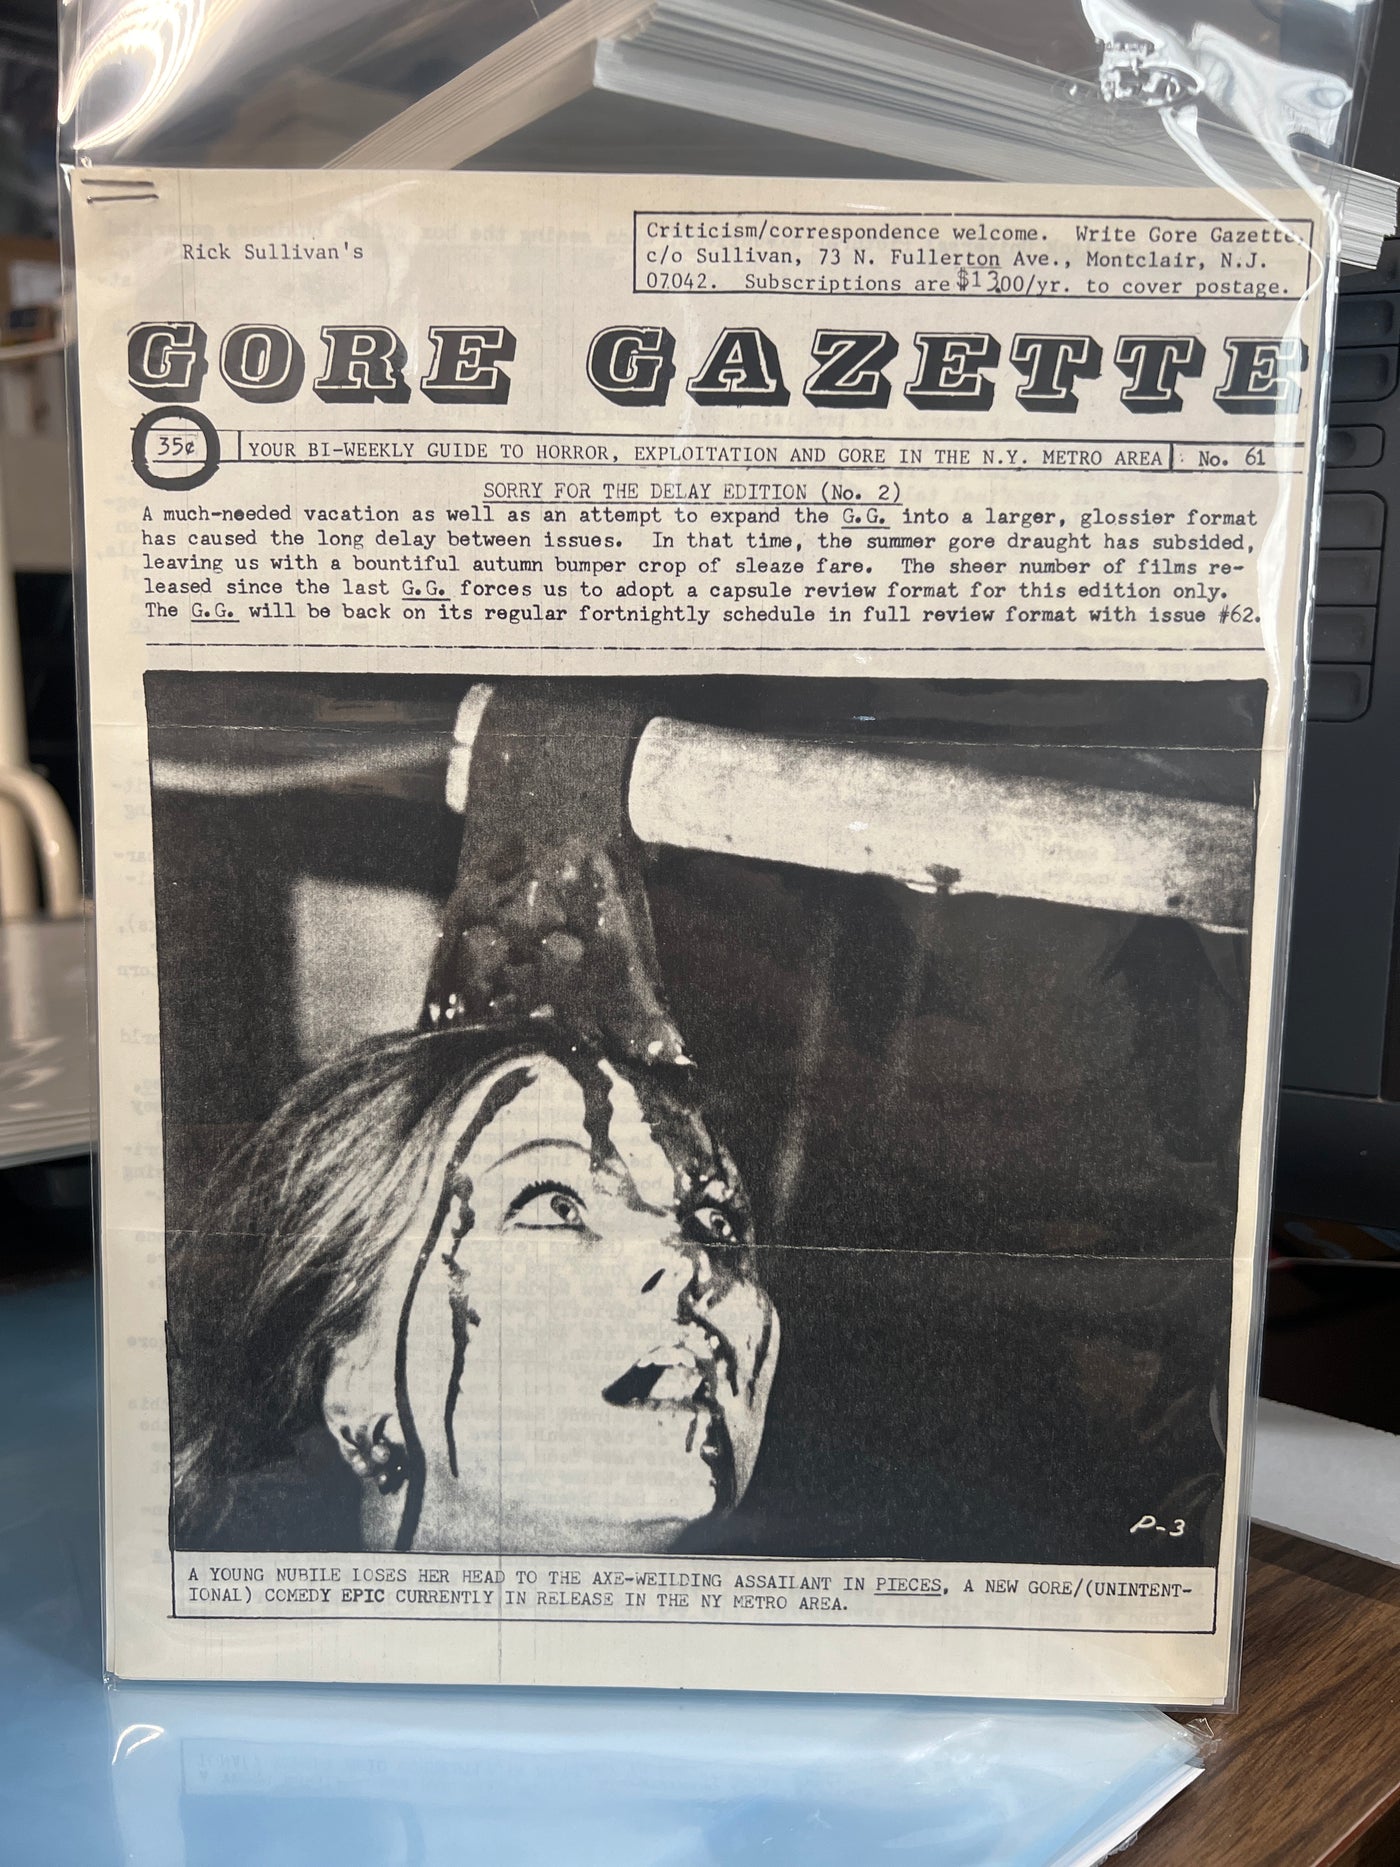 Rick Sullivan's
Criticism/correspondence welcome. Write Gore Gazette,
c/o Sullivan, 73 N. Fullerton Ave., Montclair, N.J.
07042. Subscriptions are $13.00/yr. to cover postage.
GORE GAZETTE
35¢ YOUR BI-WEEKLY GUIDE TO HORROR, EXPLOITATION AND GORE IN THE N.Y. METRO AREA No. 61
SORRY FOR THE DELAY EDITION (No. 2)
A much-needed vacation as well as an attempt to expand the G.G. into a larger, glossier format
has caused the long delay between issues. In that time, the summer gore draught has subsided,
leaving us with a bountiful autumn bumper crop of sleaze fare. The sheer number of films re-
leased since the last G.G. forces us to adopt a capsule review format for this edition only.
The G.G. will be back on its regular fortnightly schedule in full review format with issue #62.
P-3
A YOUNG NUBILE LOSES HER HEAD TO THE AXE-WEILDING ASSAILANT IN PIECES, A NEW GORE/(UNINTENT-
IONAL) COMEDY EPIC CURRENTLY IN RELEASE IN THE NY METRO AREA.